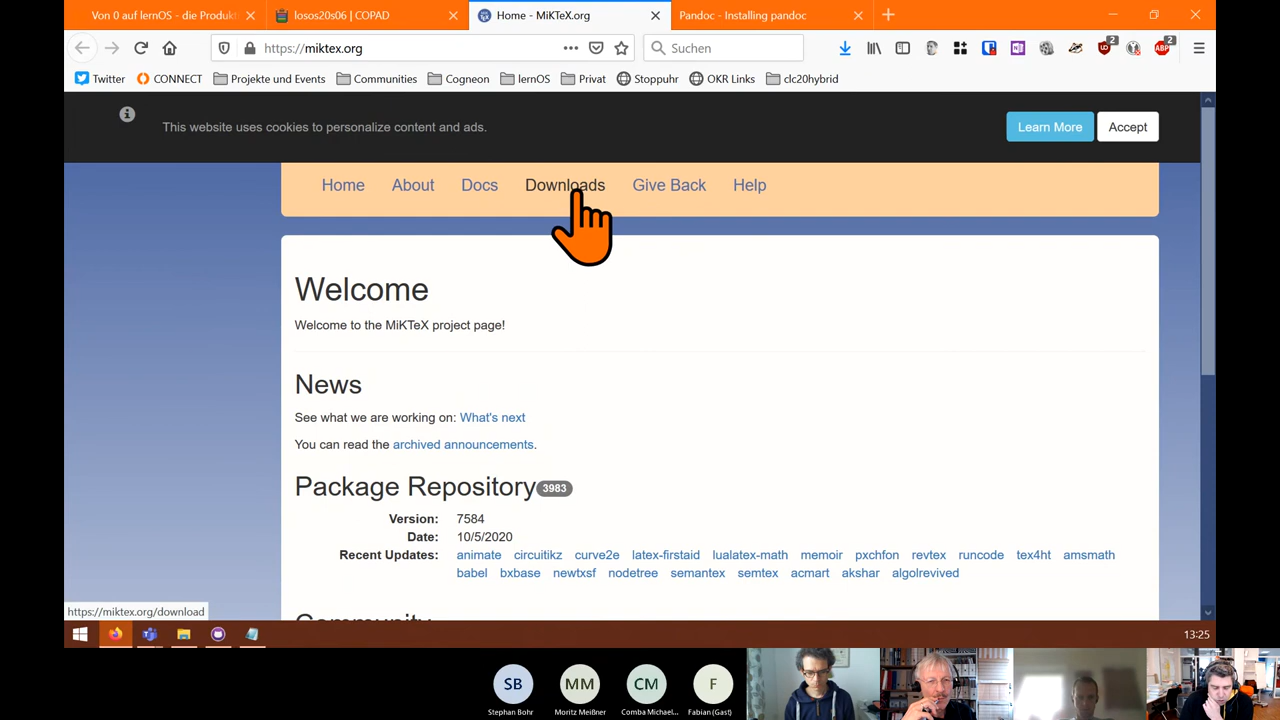 Von 0 auf lernOS - die Produkt
losos20s06 | COPAD
Home - MiKTeX.org
Pandoc - Installing pandoc
https://miktex.org
Suchen
2
2
Twitter
CONNECT
Projekte und Events
Communities
Cogneon
lernOS
Privat
Stoppuhr
OKR Links
clc20hybrid
This website uses cookies to personalize content and ads.
Learn More
Accept
Home
About
Docs
Downloads
Give Back
Help
Welcome
Welcome to the MiKTeX project page!
News
See what we are working on: What's next
You can read the archived announcements.
Package Repository 3983
Version: 7584
Date: 10/5/2020
Recent Updates: animate circuitikz curve2e latex-firstaid lualatex-math memoir pxchfon revtex runcode tex4ht amsmath
babel bxbase newtxsf nodetree semantex semtex acmart akshar algolrevived
Community
https://miktex.org/download
13:25
SB
MM
CM
F
Stephan Bohr
Moritz Meißner
Comba Michael...
Fabian (Gast)